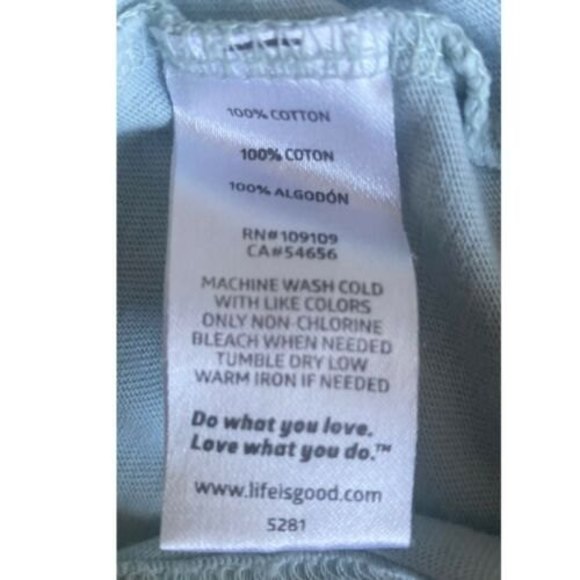 100% COTTON
100% COTON
100% ALGODÓN
RN#109109
CA#54656
MACHINE WASH COLD
WITH LIKE COLORS
ONLY NON-CHLORINE
BLEACH WHEN NEEDED
TUMBLE DRY LOW
WARM IRON IF NEEDED
Do what you love.
Love what you do.™
www.lifeisgood.com
5281